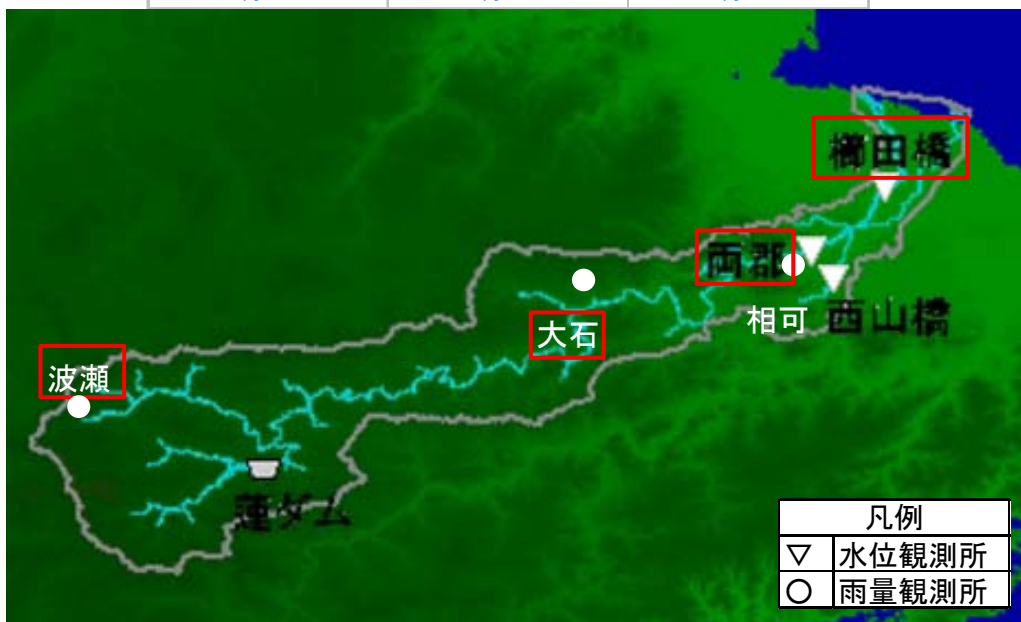 櫛田橋
両郡
相可
西山橋
大石
波瀬
蓮ダム
凡例
▽ 水位観測所
○ 雨量観測所